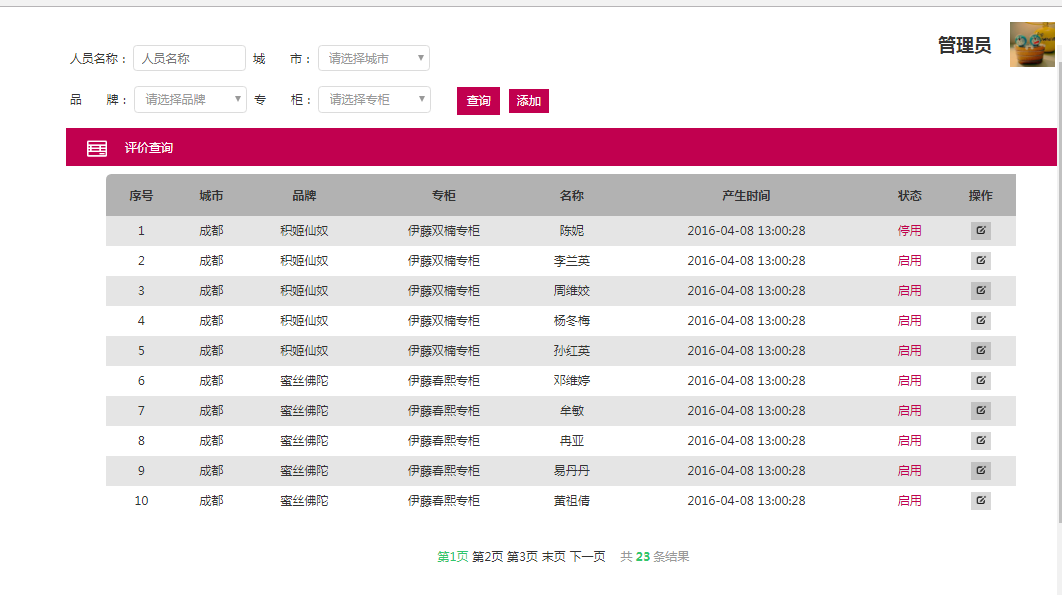 管理员
人员名称： 人员名称 城 市： 请选择城市
品 牌： 请选择品牌 专 柜： 请选择专柜 查询 添加
评价查询
序号 城市 品牌 专柜 名称 产生时间 状态 操作
1 成都 积姬仙奴 伊藤双楠专柜 陈妮 2016-04-08 13:00:28 停用
2 成都 积姬仙奴 伊藤双楠专柜 李兰英 2016-04-08 13:00:28 启用
3 成都 积姬仙奴 伊藤双楠专柜 周维姣 2016-04-08 13:00:28 启用
4 成都 积姬仙奴 伊藤双楠专柜 杨冬梅 2016-04-08 13:00:28 启用
5 成都 积姬仙奴 伊藤双楠专柜 孙红英 2016-04-08 13:00:28 启用
6 成都 蜜丝佛陀 伊藤春熙专柜 邓维婷 2016-04-08 13:00:28 启用
7 成都 蜜丝佛陀 伊藤春熙专柜 牟敏 2016-04-08 13:00:28 启用
8 成都 蜜丝佛陀 伊藤春熙专柜 冉亚 2016-04-08 13:00:28 启用
9 成都 蜜丝佛陀 伊藤春熙专柜 易丹丹 2016-04-08 13:00:28 启用
10 成都 蜜丝佛陀 伊藤春熙专柜 黄祖倩 2016-04-08 13:00:28 启用
第1页 第2页 第3页 末页 下一页 共 23 条结果